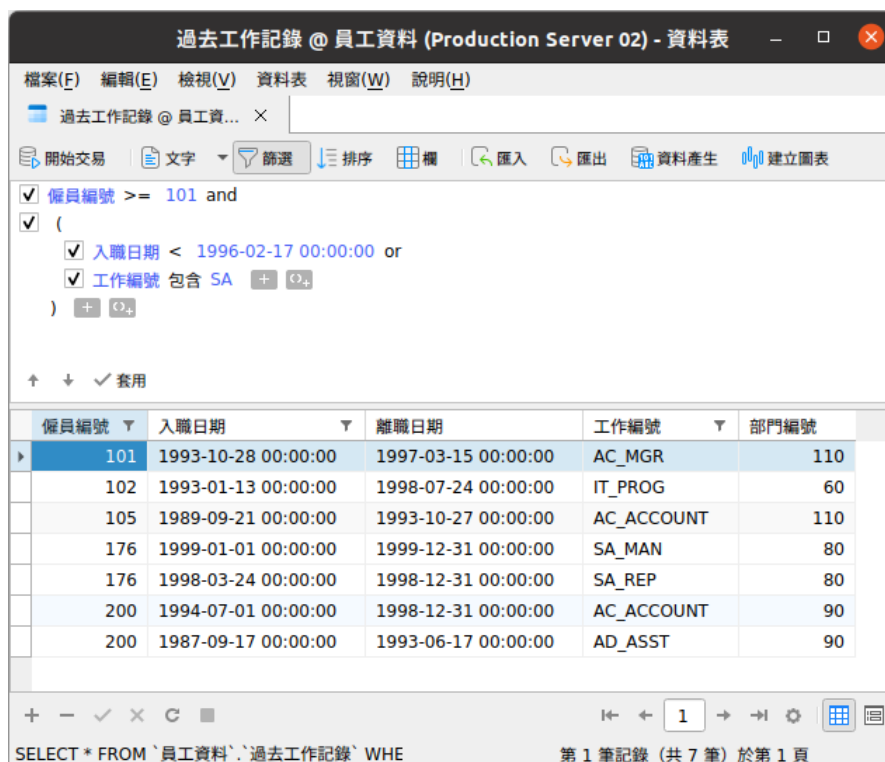 過去工作記錄 @ 員工資料 (Production Server 02) - 資料表
檔案(F) 編輯(E) 檢視(V) 資料表 視窗(W) 說明(H)
過去工作記錄 @ 員工資...
開始交易 文字 篩選 排序 欄 匯入 匯出 資料產生 建立圖表
僱員編號 >= 101 and
(
入職日期 < 1996-02-17 00:00:00 or
工作編號 包含 SA
)
套用
僱員編號 入職日期 離職日期 工作編號 部門編號
101 1993-10-28 00:00:00 1997-03-15 00:00:00 AC_MGR 110
102 1993-01-13 00:00:00 1998-07-24 00:00:00 IT_PROG 60
105 1989-09-21 00:00:00 1993-10-27 00:00:00 AC_ACCOUNT 110
176 1999-01-01 00:00:00 1999-12-31 00:00:00 SA_MAN 80
176 1998-03-24 00:00:00 1998-12-31 00:00:00 SA_REP 80
200 1994-07-01 00:00:00 1998-12-31 00:00:00 AC_ACCOUNT 90
200 1987-09-17 00:00:00 1993-06-17 00:00:00 AD_ASST 90
1
SELECT * FROM `員工資料`.`過去工作記錄` WHE 第 1 筆記錄 (共 7 筆) 於第 1 頁